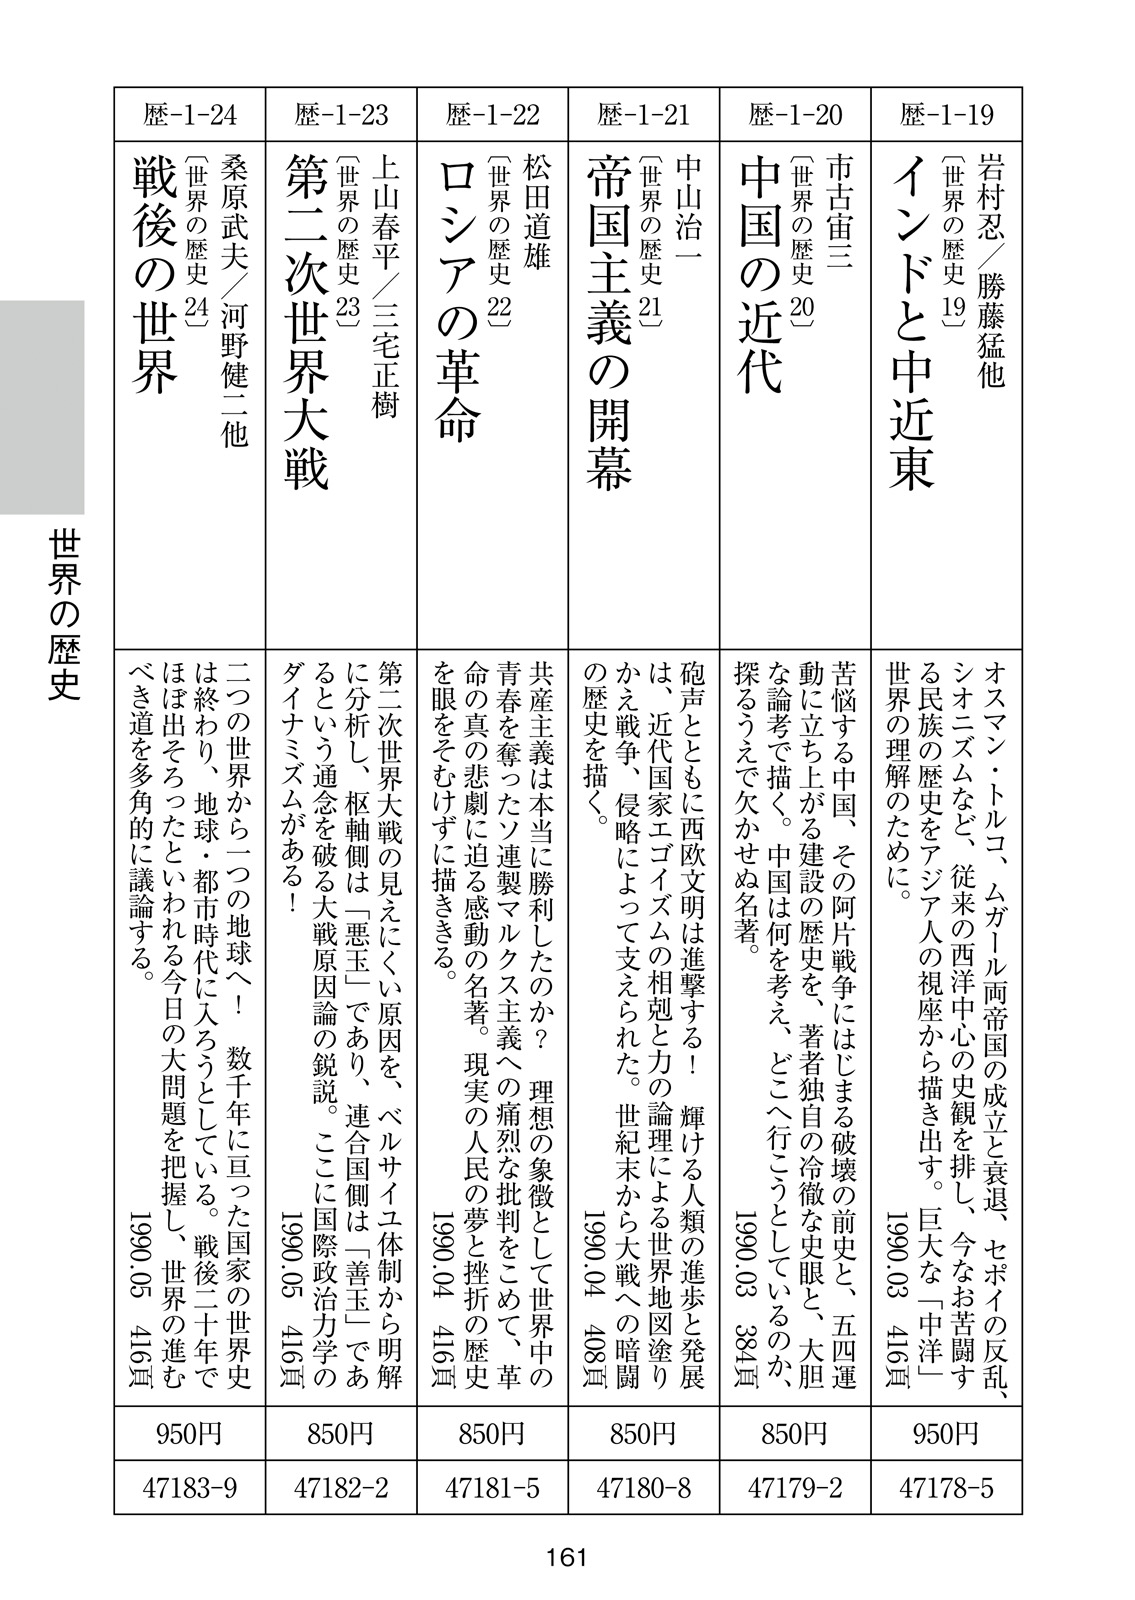 歴-1-19
岩村忍／勝藤猛他
〔世界の歴史 19〕
インドと中近東
オスマン・トルコ、ムガール両帝国の成立と衰退、セポイの反乱、
シオニズムなど、従来の西洋中心の史観を排し、今なお苦闘す
る民族の歴史をアジア人の視座から描き出す。巨大な「中洋」
世界の理解のために。
1990.03 416頁
950円
47178-5
歴-1-20
市古宙三
〔世界の歴史 20〕
中国の近代
苦悩する中国、その阿片戦争にはじまる破壊の前史と、五四運
動に立ち上がる建設の歴史を、著者独自の冷徹な史眼と、大胆
な論考で描く。中国は何を考え、どこへ行こうとしているのか、
探るうえで欠かせぬ名著。
1990.03 384頁
850円
47179-2
歴-1-21
中山治一
〔世界の歴史 21〕
帝国主義の開幕
砲声とともに西欧文明は進撃する！　輝ける人類の進歩と発展
は、近代国家エゴイズムの相剋と力の論理による世界地図塗り
かえ戦争、侵略によって支えられた。世紀末から大戦への暗闘
の歴史を描く。
1990.04 408頁
850円
47180-8
歴-1-22
松田道雄
〔世界の歴史 22〕
ロシアの革命
共産主義は本当に勝利したのか？　理想の象徴として世界中の
青春を奪ったソ連製マルクス主義への痛烈な批判をこめて、革
命の真の悲劇に迫る感動の名著。現実の人民の夢と挫折の歴史
を眼をそむけずに描ききる。
1990.04 416頁
850円
47181-5
歴-1-23
上山春平／三宅正樹
〔世界の歴史 23〕
第二次世界大戦
第二次世界大戦の見えにくい原因を、ベルサイユ体制から明解
に分析し、枢軸側は「悪玉」であり、連合国側は「善玉」であ
るという通念を破る大戦原因論の鋭説。ここに国際政治力学の
ダイナミズムがある！
1990.05 416頁
850円
47182-2
歴-1-24
桑原武夫／河野健二他
〔世界の歴史 24〕
戦後の世界
二つの世界から一つの地球へ！　数千年に亘った国家の世界史
は終わり、地球・都市時代に入ろうとしている。戦後二十年で
ほぼ出そろったといわれる今日の大問題を把握し、世界の進む
べき道を多角的に議論する。
1990.05 416頁
950円
47183-9
世界の歴史
161